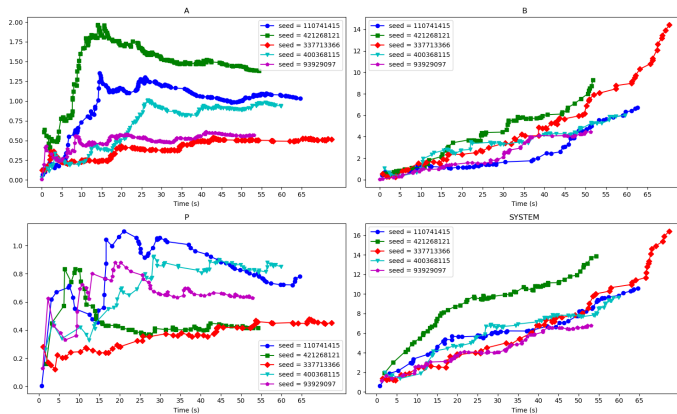 A
2.00
1.75
1.50
1.25
1.00
0.75
0.50
0.25
0.00
0 5 10 15 20 25 30 35 40 45 50 55 60 65
Time (s)
seed = 110741415
seed = 421268121
seed = 337713366
seed = 400368115
seed = 93929097
B
14
12
10
8
6
4
2
0
0 5 10 15 20 25 30 35 40 45 50 55 60 65
Time (s)
seed = 110741415
seed = 421268121
seed = 337713366
seed = 400368115
seed = 93929097
P
1.0
0.8
0.6
0.4
0.2
0.0
0 5 10 15 20 25 30 35 40 45 50 55 60 65
Time (s)
seed = 110741415
seed = 421268121
seed = 337713366
seed = 400368115
seed = 93929097
SYSTEM
16
14
12
10
8
6
4
2
0
0 5 10 15 20 25 30 35 40 45 50 55 60 65
Time (s)
seed = 110741415
seed = 421268121
seed = 337713366
seed = 400368115
seed = 93929097